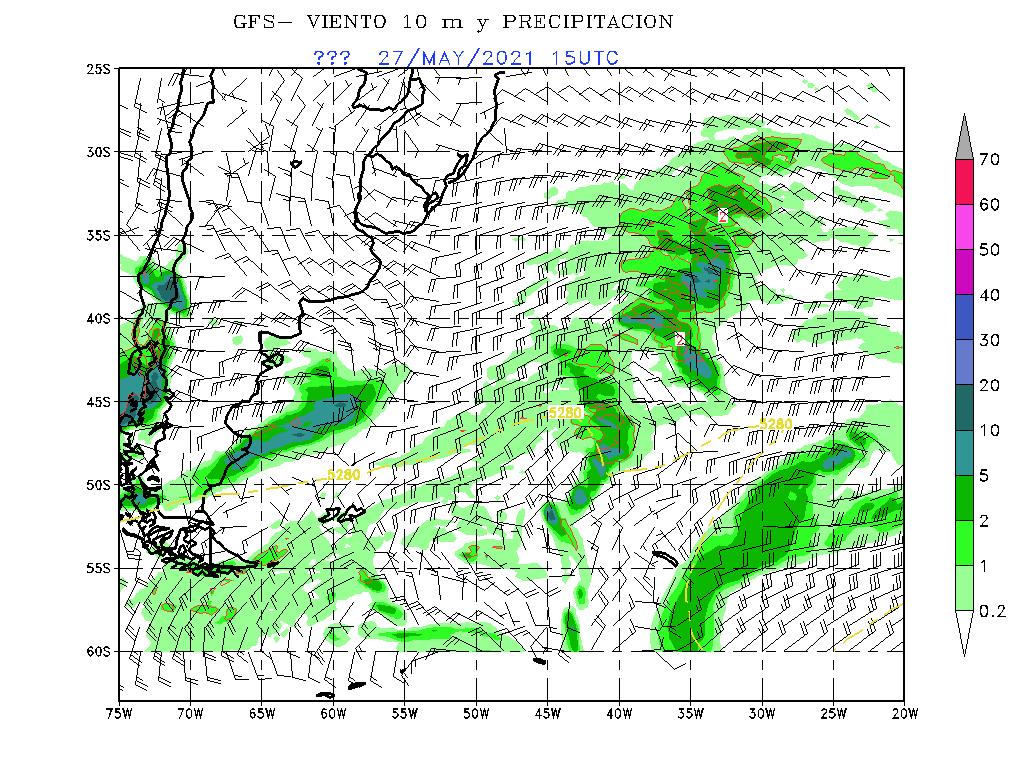 GFS— VIENTO 10 m y PRECIPITACION
??? 27/MAY/2021 15UTC
25S
30S
35S
40S
45S
50S
55S
60S
2
2
5280
5280
5280
75W 70W 65W 60W 55W 50W 45W 40W 35W 30W 25W 20W
70
60
50
40
30
20
10
5
2
1
0.2